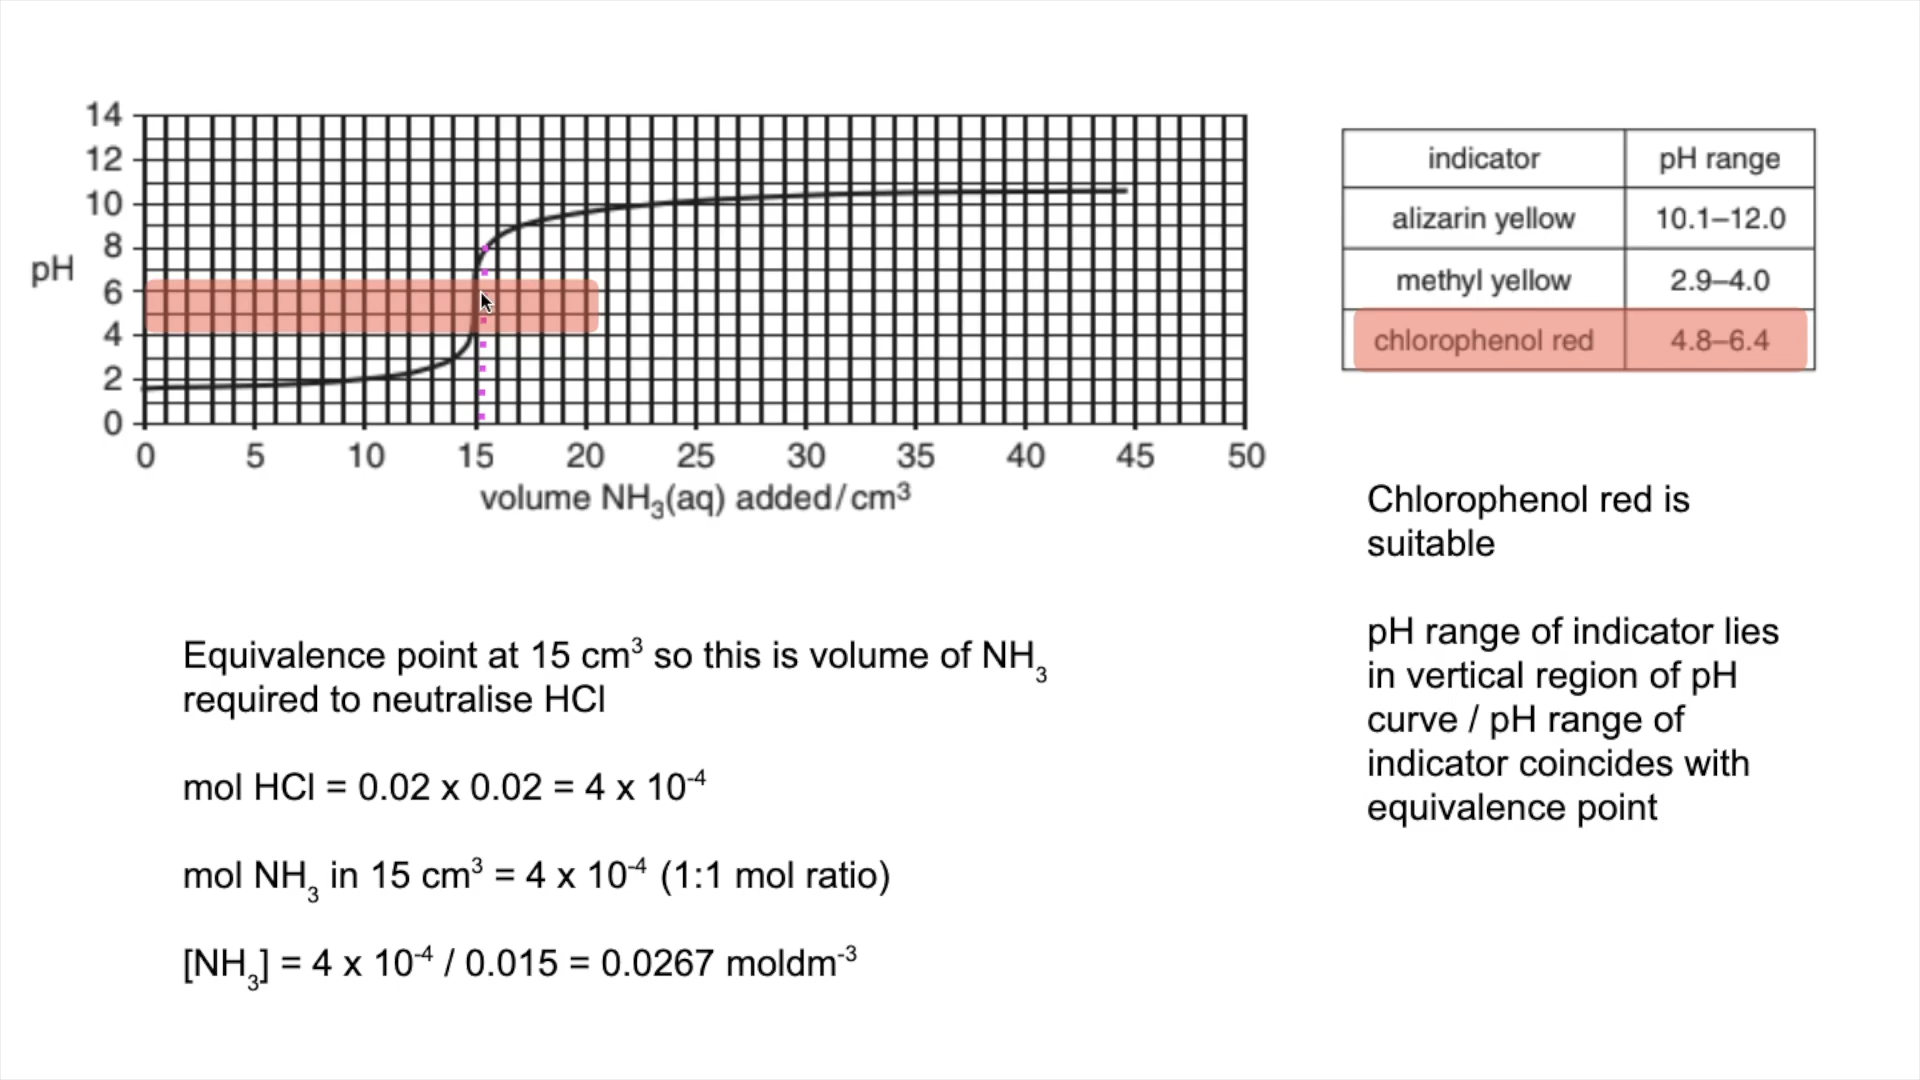 14
12
10
8
6
4
2
0
pH
0 5 10 15 20 25 30 35 40 45 50
volume NH₃(aq) added/cm³
indicator pH range
alizarin yellow 10.1–12.0
methyl yellow 2.9–4.0
chlorophenol red 4.8–6.4
Chlorophenol red is
suitable
pH range of indicator lies
in vertical region of pH
curve / pH range of
indicator coincides with
equivalence point
Equivalence point at 15 cm³ so this is volume of NH₃
required to neutralise HCl
mol HCl = 0.02 x 0.02 = 4 x 10⁻⁴
mol NH₃ in 15 cm³ = 4 x 10⁻⁴ (1:1 mol ratio)
[NH₃] = 4 x 10⁻⁴ / 0.015 = 0.0267 moldm⁻³